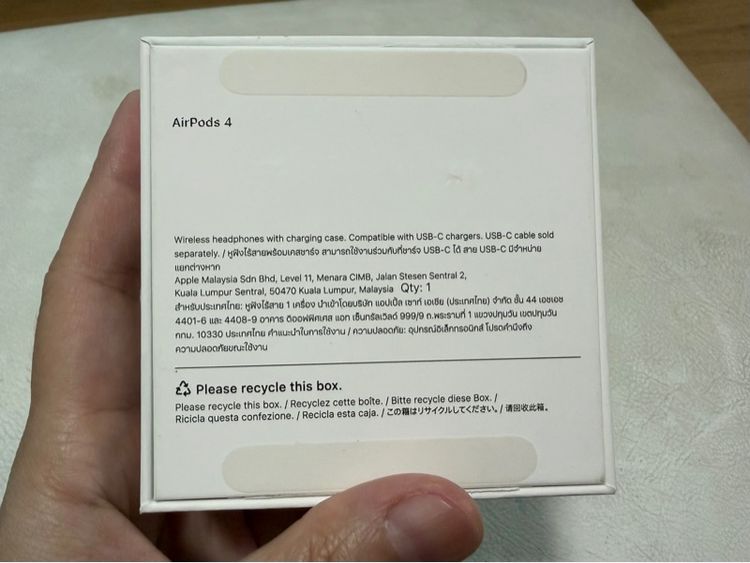 AirPods 4
Wireless headphones with charging case. Compatible with USB-C chargers. USB-C cable sold
separately. / หูฟังไร้สายพร้อมเคสชาร์จ สามารถใช้งานร่วมกับที่ชาร์จ USB-C ได้ สาย USB-C มีจำหน่าย
แยกต่างหาก
Apple Malaysia Sdn Bhd, Level 11, Menara CIMB, Jalan Stesen Sentral 2,
Kuala Lumpur Sentral, 50470 Kuala Lumpur, Malaysia Qty: 1
สำหรับประเทศไทย: หูฟังไร้สาย 1 เครื่อง นำเข้าโดยบริษัท แอปเปิ้ล เซาท์ เอเชีย (ประเทศไทย) จำกัด ชั้น 44 เอชเอช
4401-6 และ 4408-9 อาคาร ดิออฟฟิศเศส แอท เซ็นทรัลเวิลด์ 999/9 ถ.พระรามที่ 1 แขวงปทุมวัน เขตปทุมวัน
กทม. 10330 ประเทศไทย คำแนะนำในการใช้งาน / ความปลอดภัย: อุปกรณ์อิเล็กทรอนิกส์ โปรดคำนึงถึง
ความปลอดภัยขณะใช้งาน
Please recycle this box.
Please recycle this box. / Recyclez cette boîte. / Bitte recycle diese Box. /
Ricicla questa confezione. / Recicla esta caja. / この箱はリサイクルしてください。/ 请回收此箱。